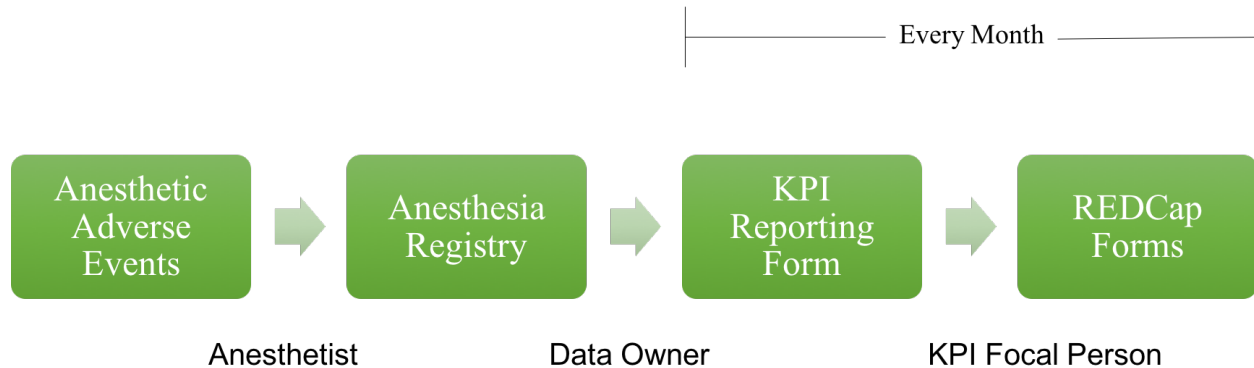 Every Month
Anesthetic
Adverse
Events
Anesthesia
Registry
KPI
Reporting
Form
REDCap
Forms
Anesthetist
Data Owner
KPI Focal Person